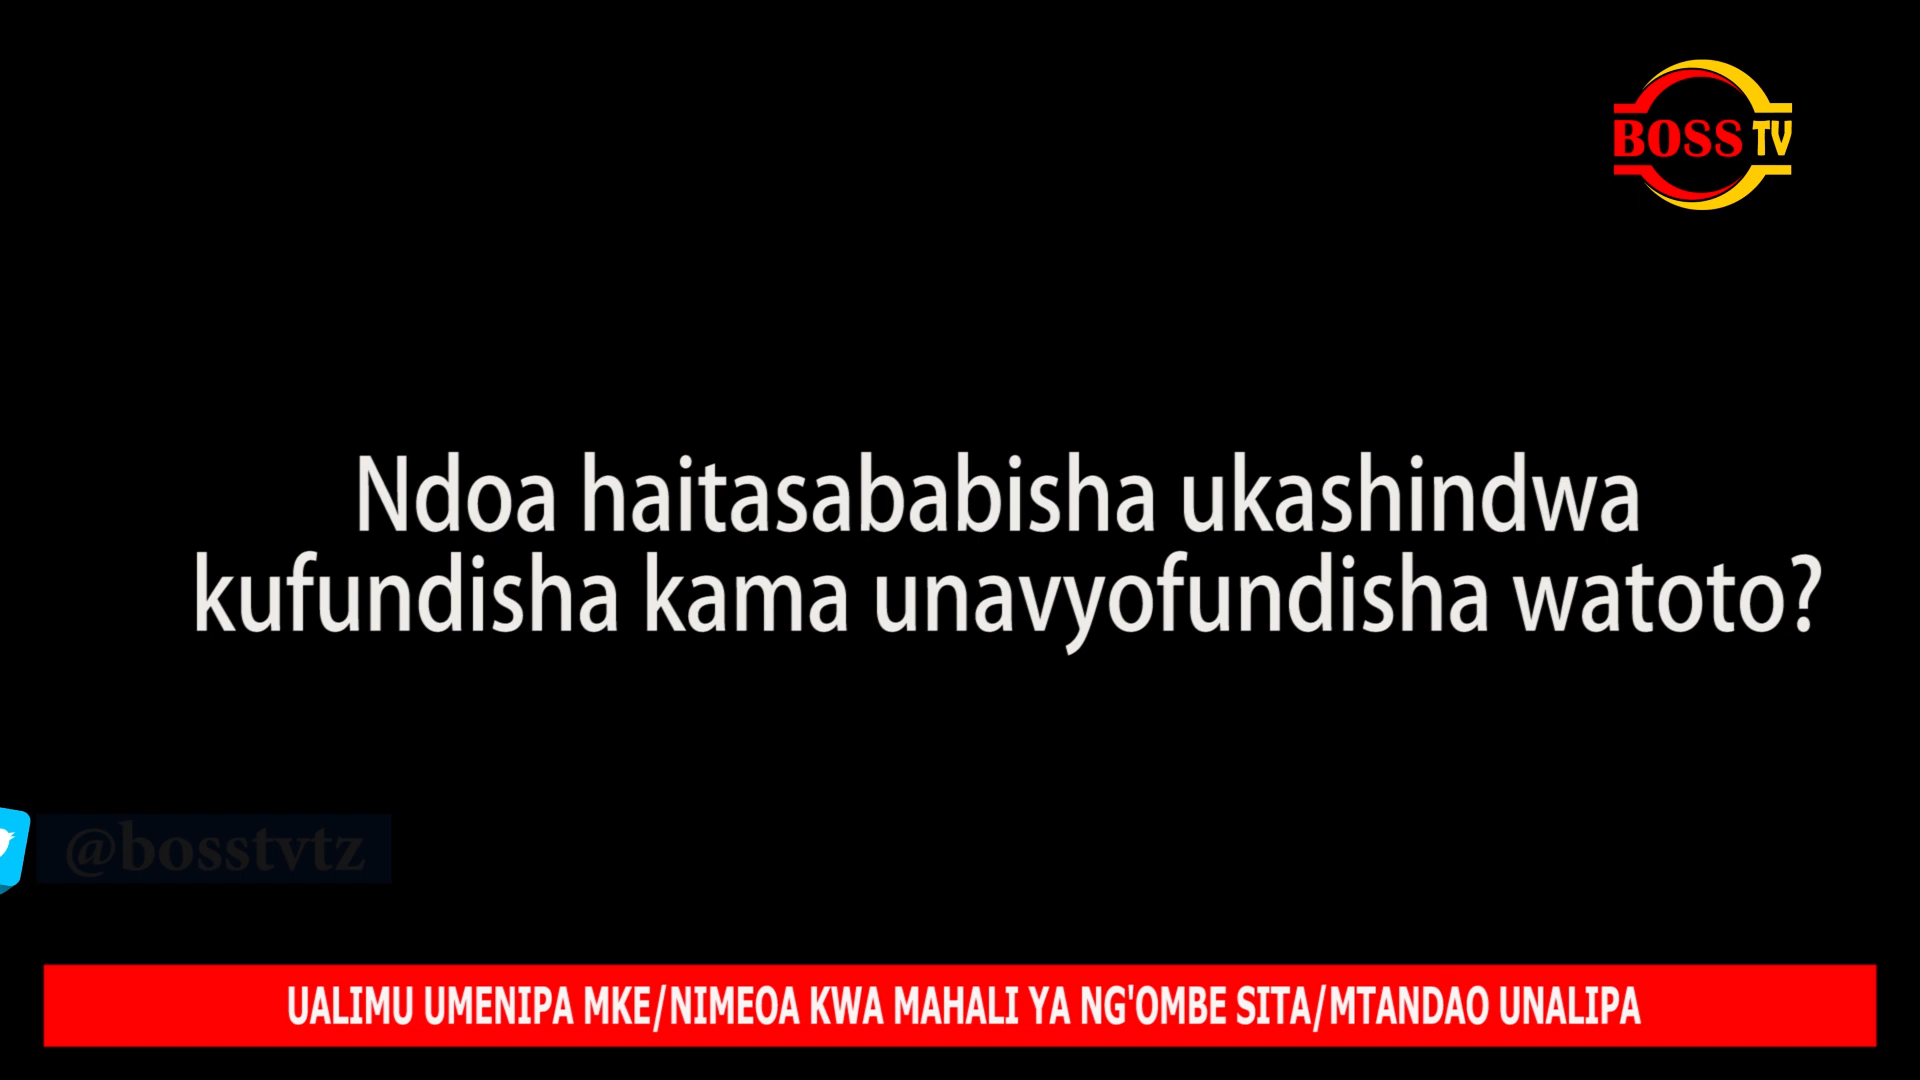 BOSS TV
Ndoa haitasababisha ukashindwa
kufundisha kama unavyofundisha watoto?
@bosstvtz
UALIMU UMENIPA MKE/NIMEOA KWA MAHALI YA NG'OMBE SITA/MTANDAO UNALIPA